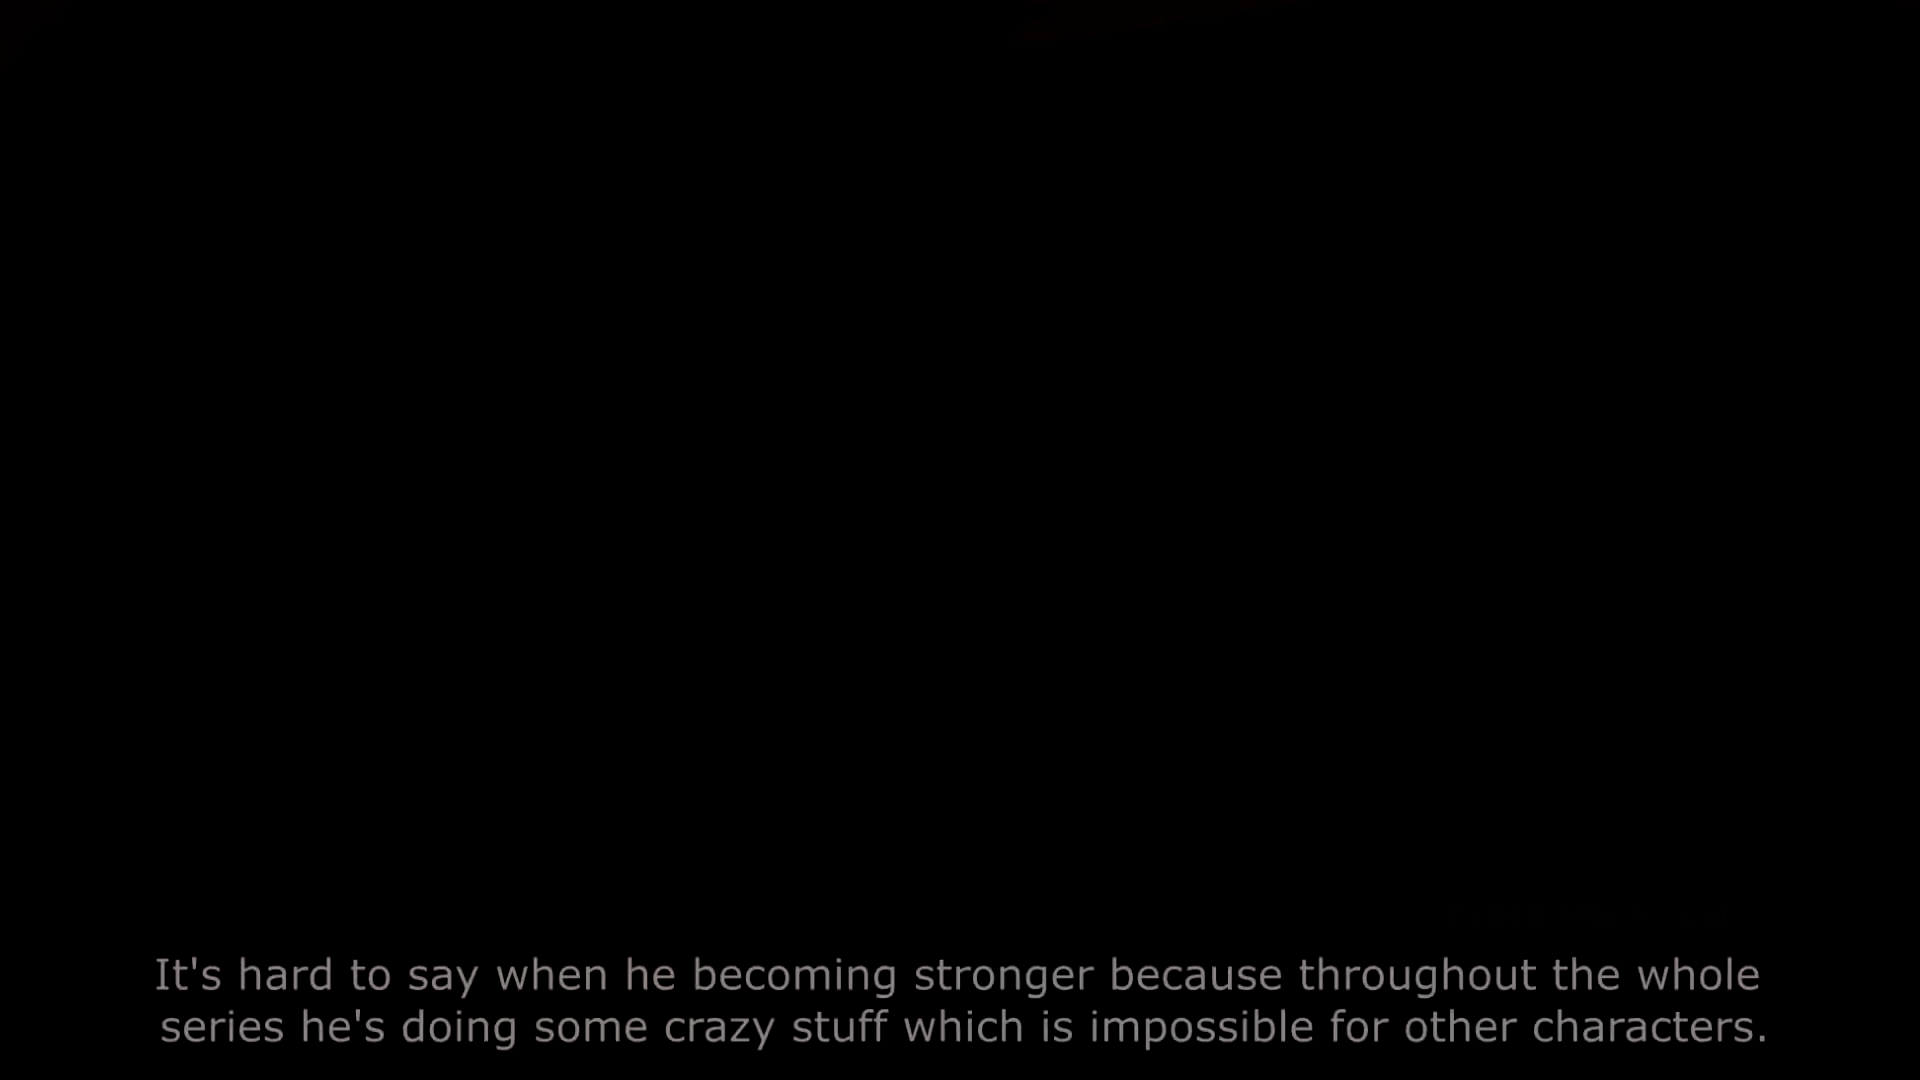 It's hard to say when he becoming stronger because throughout the whole
series he's doing some crazy stuff which is impossible for other characters.